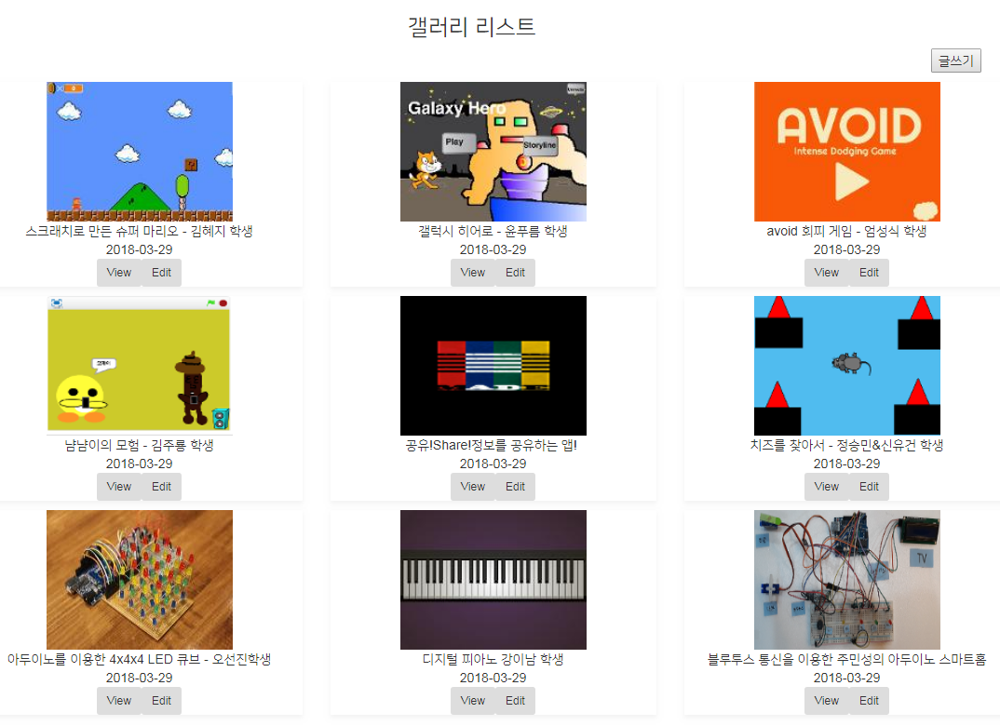 갤러리 리스트
글쓰기
스크래치로 만든 슈퍼 마리오 - 김혜지 학생
2018-03-29
View Edit
Galaxy Hero
Play
Storyline
갤럭시 히어로 - 윤푸름 학생
2018-03-29
View Edit
AVOID
Intense Dodging Game
avoid 회피 게임 - 엄성식 학생
2018-03-29
View Edit
냠냠이의 모험 - 김주룡 학생
2018-03-29
View Edit
공유!Share!정보를 공유하는 앱!
2018-03-29
View Edit
치즈를 찾아서 - 정승민&신유건 학생
2018-03-29
View Edit
아두이노를 이용한 4x4x4 LED 큐브 - 오선진학생
2018-03-29
View Edit
디지털 피아노 강이남 학생
2018-03-29
View Edit
TV
블루투스 통신을 이용한 주민성의 아두이노 스마트홈
2018-03-29
View Edit